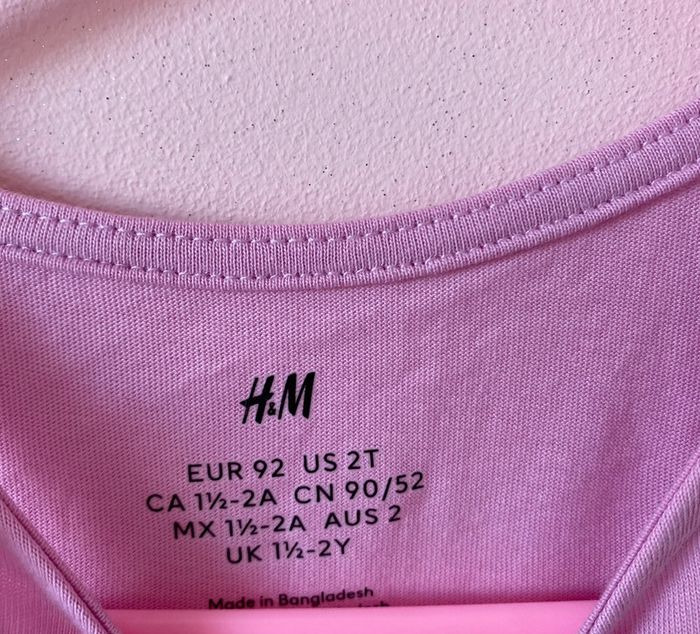 H&M
EUR 92 US 2T
CA 1½-2A CN 90/52
MX 1½-2A AUS 2
UK 1½-2Y
Made in Bangladesh